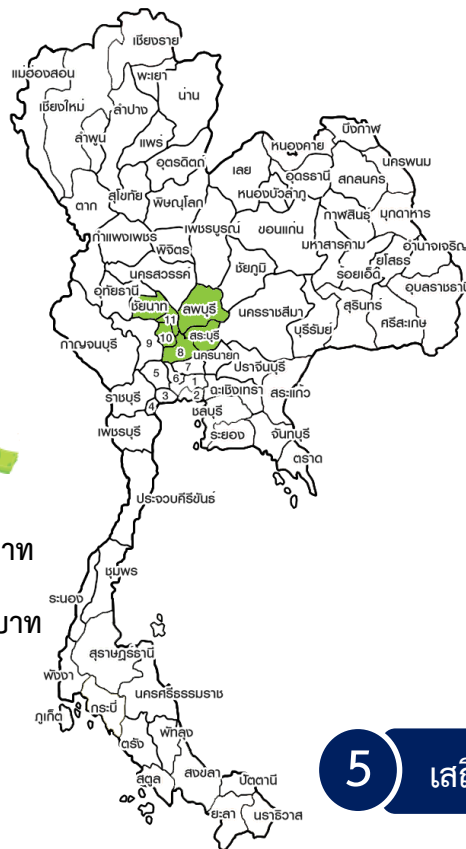 เชียงราย
แม่ฮ่องสอน
พะเยา
น่าน
เชียงใหม่
ลำปาง
ลำพูน
แพร่
อุตรดิตถ์
บึงกาฬ
หนองคาย
เลย
อุดรธานี
นครพนม
สกลนคร
หนองบัวลำภู
ตาก
สุโขทัย
พิษณุโลก
กาฬสินธุ์
มุกดาหาร
กำแพงเพชร
เพชรบูรณ์
ขอนแก่น
พิจิตร
มหาสารคาม
อำนาจเจริญ
ยโสธร
ร้อยเอ็ด
ชัยภูมิ
นครสวรรค์
อุทัยธานี
อุบลราชธานี
ชัยนาท
ลพบุรี
นครราชสีมา
สุรินทร์
บุรีรัมย์
ศรีสะเกษ
11
10
สระบุรี
กาญจนบุรี
9
8
นครนายก
ปราจีนบุรี
7
5
6
1
ฉะเชิงเทรา
สระแก้ว
ราชบุรี
3
2
4
ชลบุรี
เพชรบุรี
ระยอง
จันทบุรี
ตราด
ประจวบคีรีขันธ์
าท
ชุมพร
ระนอง
บาท
สุราษฎร์ธานี
พังงา
นครศรีธรรมราช
ภูเก็ต
กระบี่
ตรัง
พัทลุง
สตูล
สงขลา
ปัตตานี
ยะลา
นราธิวาส
5